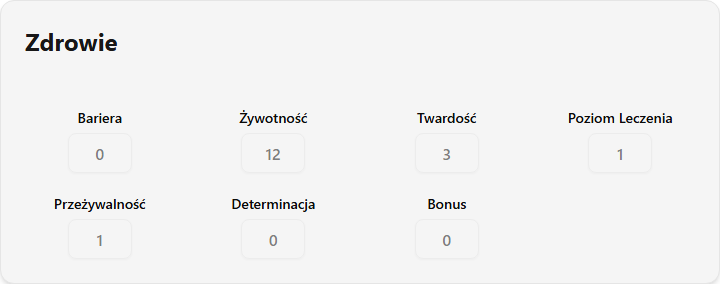 Zdrowie
Bariera Żywotność Twardość Poziom Leczenia
0 12 3 1
Przeżywalność Determinacja Bonus
1 0 0